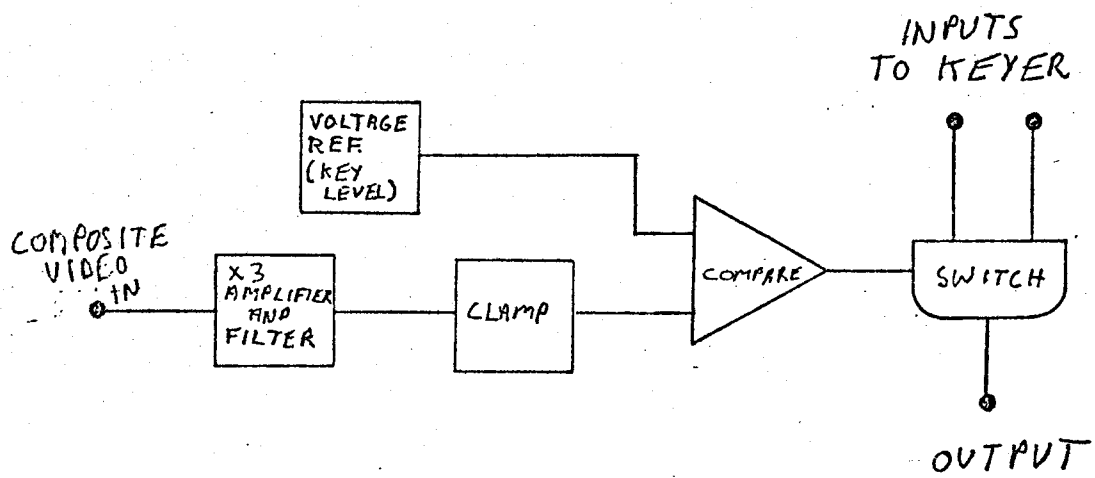 INPUTS
TO KEYER
VOLTAGE
REF.
(KEY
LEVEL)
COMPOSITE
VIDEO
IN
X3
AMPLIFIER
AND
FILTER
CLAMP
COMPARE
SWITCH
OUTPUT